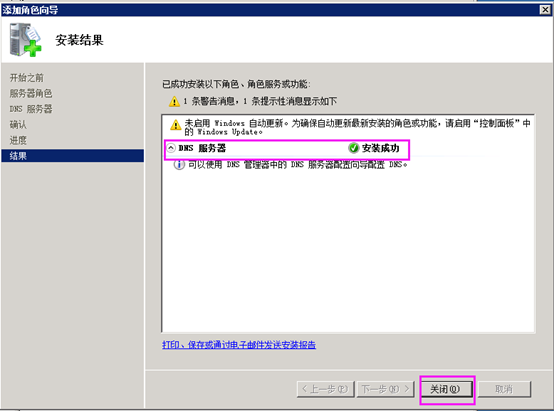 添加角色向导
安装结果
开始之前
服务器角色
DNS 服务器
确认
进度
结果
已成功安装以下角色、角色服务或功能:
1 条警告消息，1 条提示性消息显示如下
未启用 Windows 自动更新。为确保自动更新最新安装的角色或功能，请启用“控制面板”中
的 Windows Update。
DNS 服务器 安装成功
可以使用 DNS 管理器中的 DNS 服务器配置向导配置 DNS。
打印、保存或通过电子邮件发送安装报告
< 上一步(P) 下一步(N) > 关闭(O) 取消